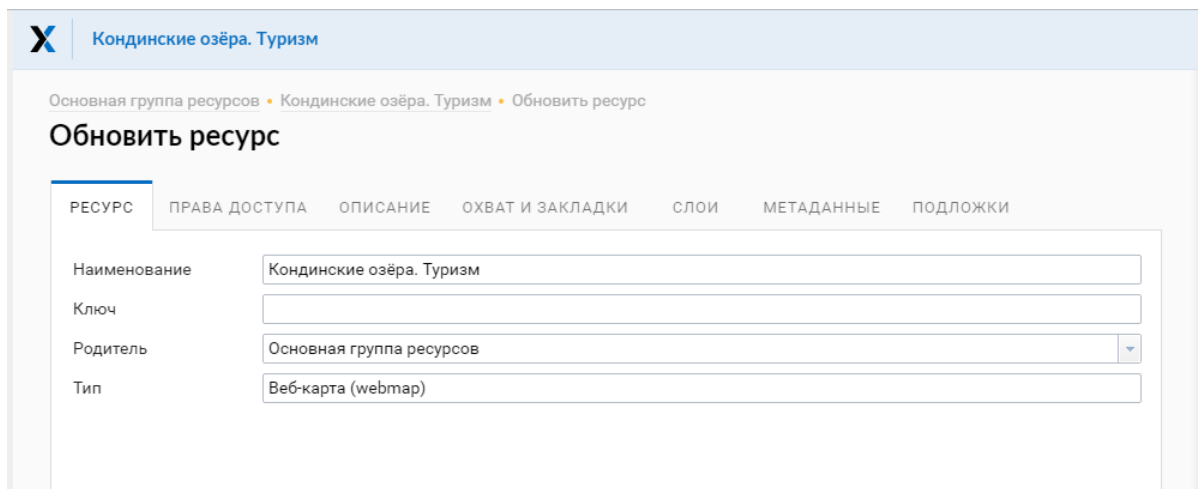 Кондинские озёра. Туризм
Основная группа ресурсов • Кондинские озёра. Туризм • Обновить ресурс
Обновить ресурс
РЕСУРС ПРАВА ДОСТУПА ОПИСАНИЕ ОХВАТ И ЗАКЛАДКИ СЛОИ МЕТАДАННЫЕ ПОДЛОЖКИ
Наименование Кондинские озёра. Туризм
Ключ
Родитель Основная группа ресурсов
Тип Веб-карта (webmap)